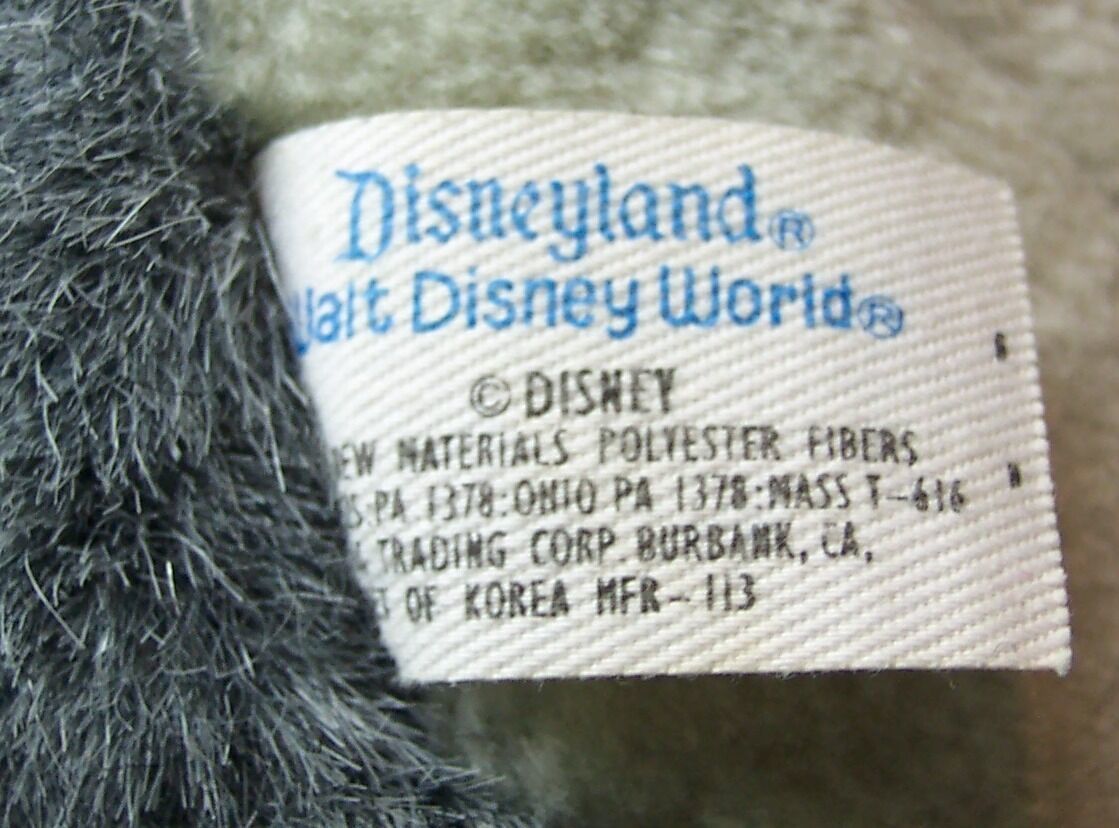 Disneyland®
Walt Disney World®
© DISNEY
EW MATERIALS POLYESTER FIBERS
S:PA 1378:OHIO PA 1378:MASS T-616
TRADING CORP BURBANK, CA.
OF KOREA MFR-113